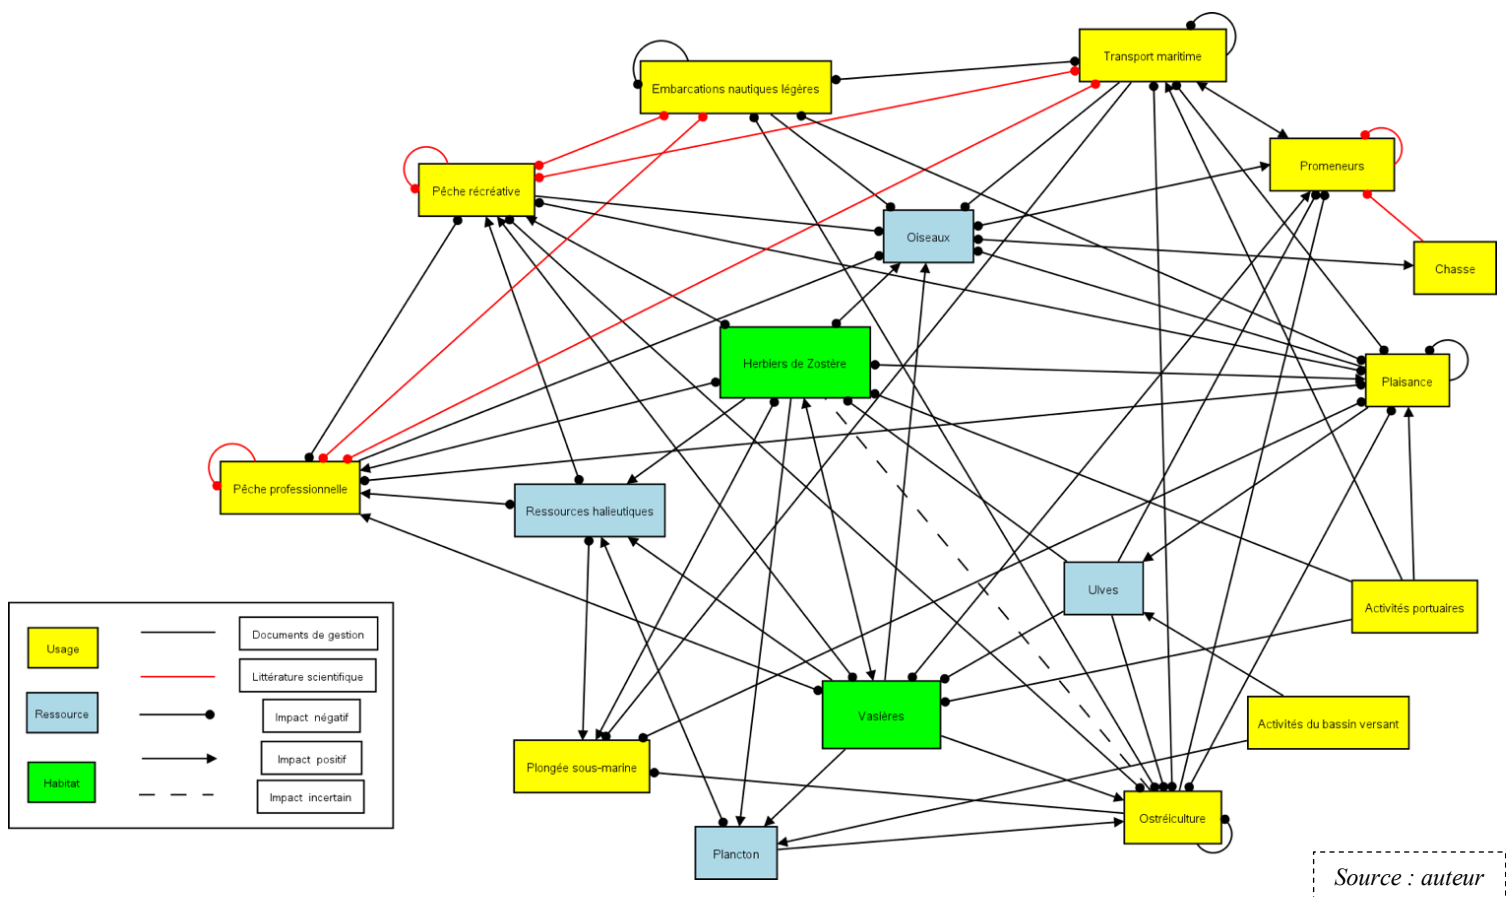 Transport maritime
Embarcations nautiques légères
Promeneurs
Pêche récréative
Oiseaux
Chasse
Herbiers de Zostère
Plaisance
Pêche professionnelle
Ressources halieutiques
Ulves
Activités portuaires
Vasières
Activités du bassin versant
Plongée sous-marine
Ostréiculture
Plancton
Usage
Documents de gestion
Littérature scientifique
Ressource
Impact négatif
Impact positif
Habitat
Impact incertain
Source : auteur